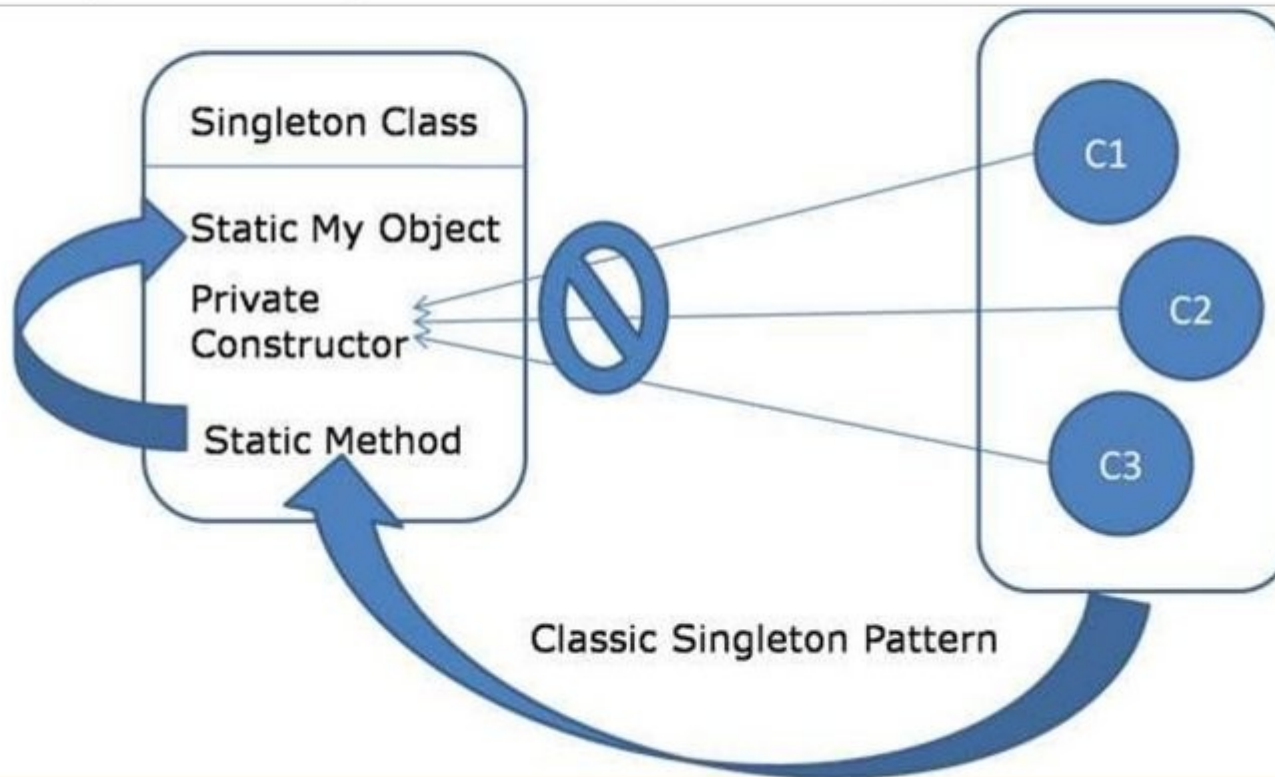 Singleton Class
Static My Object
Private
Constructor
Static Method
C1
C2
C3
Classic Singleton Pattern